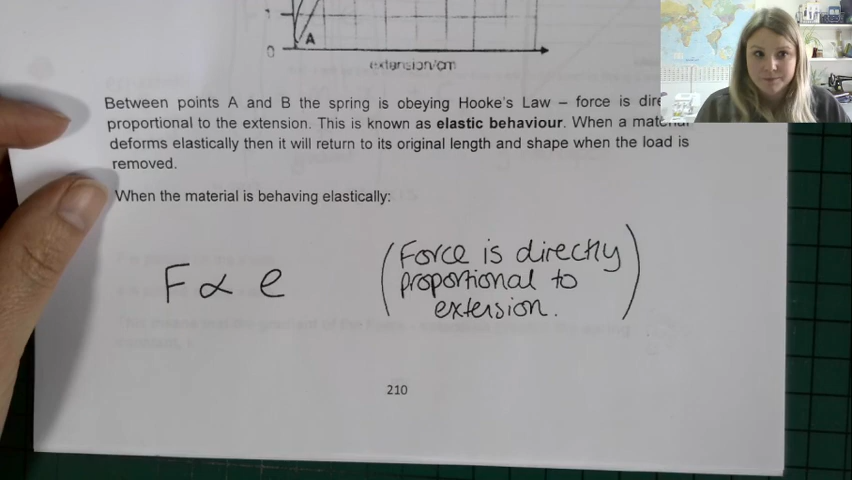 1
A
0
extension/cm
Between points A and B the spring is obeying Hooke's Law – force is
proportional to the extension. This is known as elastic behaviour. When a
deforms elastically then it will return to its original length and shape when the load is
removed.
When the material is behaving elastically:
F ∝ e
(Force is directly
proportional to
extension.)
210